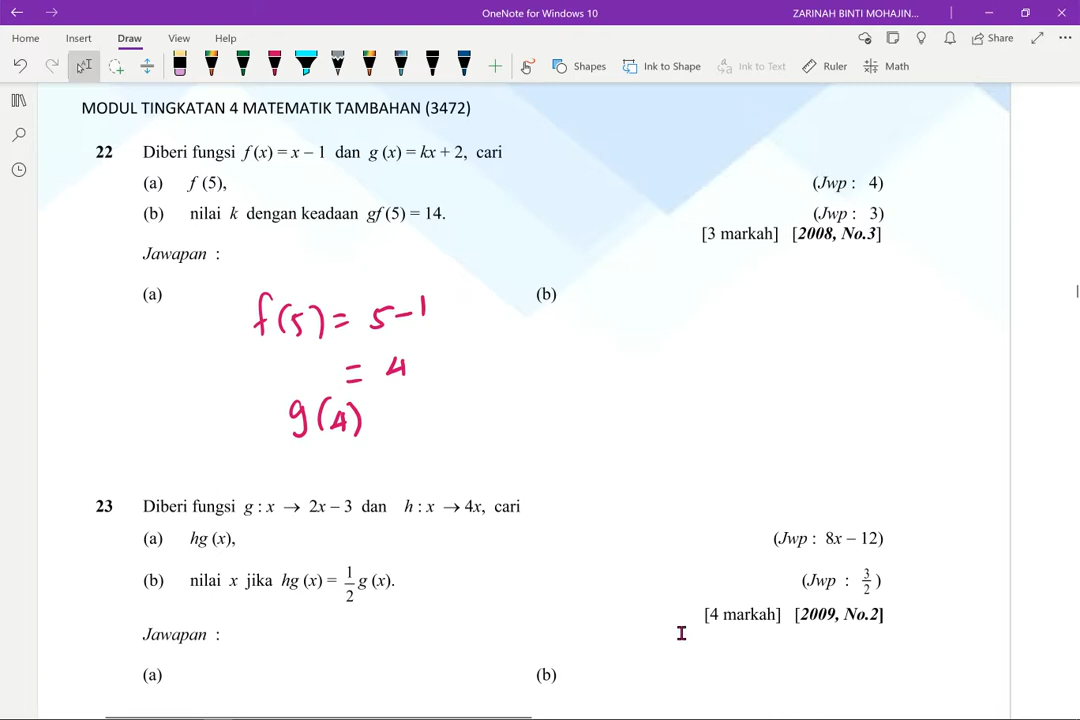 OneNote for Windows 10
ZARINAH BINTI MOHAJIN...
Home Insert Draw View Help Share
Shapes Ink to Shape Ink to Text Ruler Math
MODUL TINGKATAN 4 MATEMATIK TAMBAHAN (3472)
22 Diberi fungsi f (x) = x – 1 dan g (x) = kx + 2, cari
(a) f (5), (Jwp : 4)
(b) nilai k dengan keadaan gf (5) = 14. (Jwp : 3)
[3 markah] [2008, No.3]
Jawapan :
(a) (b)
f(5) = 5-1
= 4
g(4)
23 Diberi fungsi g : x → 2x – 3 dan h : x → 4x, cari
(a) hg (x), (Jwp : 8x – 12)
(b) nilai x jika hg (x) = 1/2 g (x). (Jwp : 3/2)
[4 markah] [2009, No.2]
Jawapan :
(a) (b)